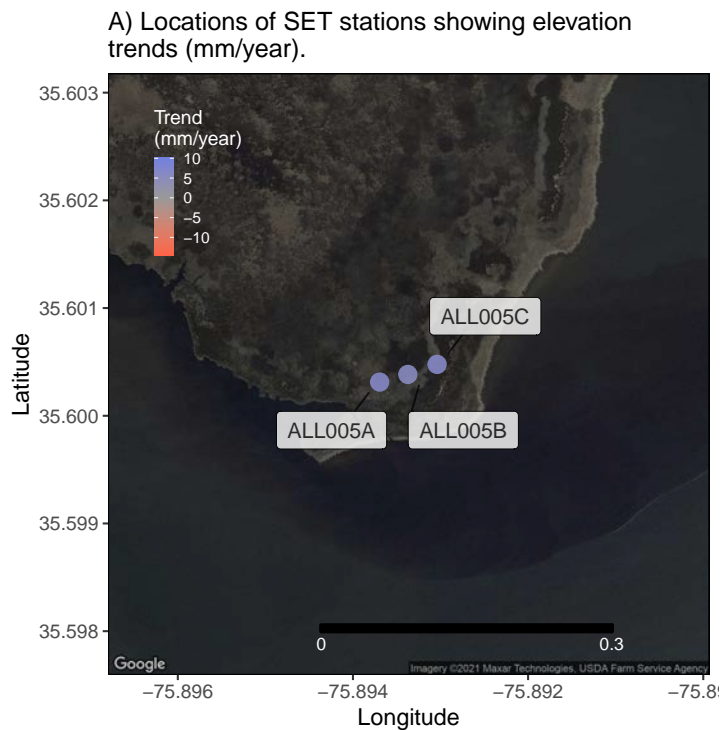 A) Locations of SET stations showing elevation
trends (mm/year).
35.603
35.602
35.601
35.600
35.599
35.598
Latitude
Trend
(mm/year)
10
5
0
−5
−10
ALL005C
ALL005A
ALL005B
0
0.3
Google
Imagery ©2021 Maxar Technologies, USDA Farm Service Agency
−75.896
−75.894
−75.892
−75.89
Longitude